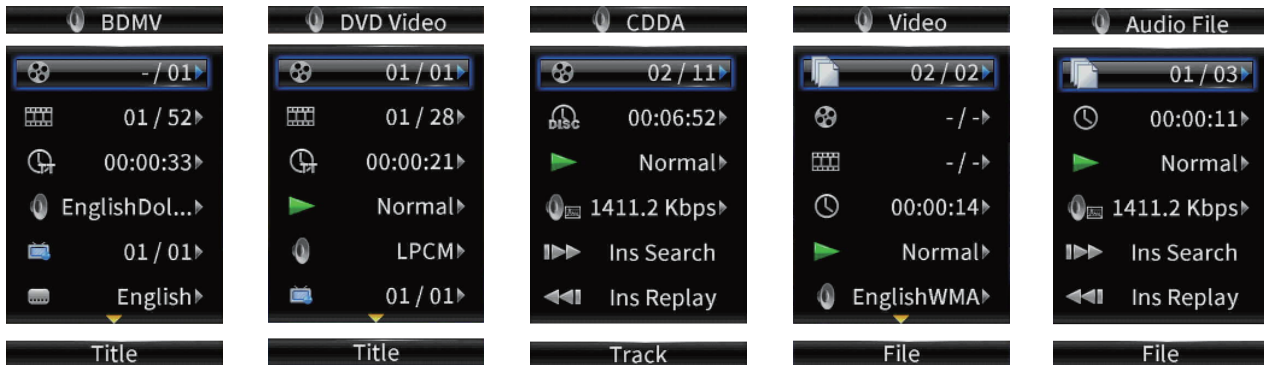 BDMV
- / 01
01 / 52
00:00:33
EnglishDol...
01 / 01
English
Title
DVD Video
01 / 01
01 / 28
00:00:21
Normal
LPCM
01 / 01
Title
CDDA
02 / 11
DISC
00:06:52
Normal
1411.2 Kbps
Ins Search
Ins Replay
Track
Video
02 / 02
- / -
- / -
00:00:14
Normal
EnglishWMA
File
Audio File
01 / 03
00:00:11
Normal
1411.2 Kbps
Ins Search
Ins Replay
File